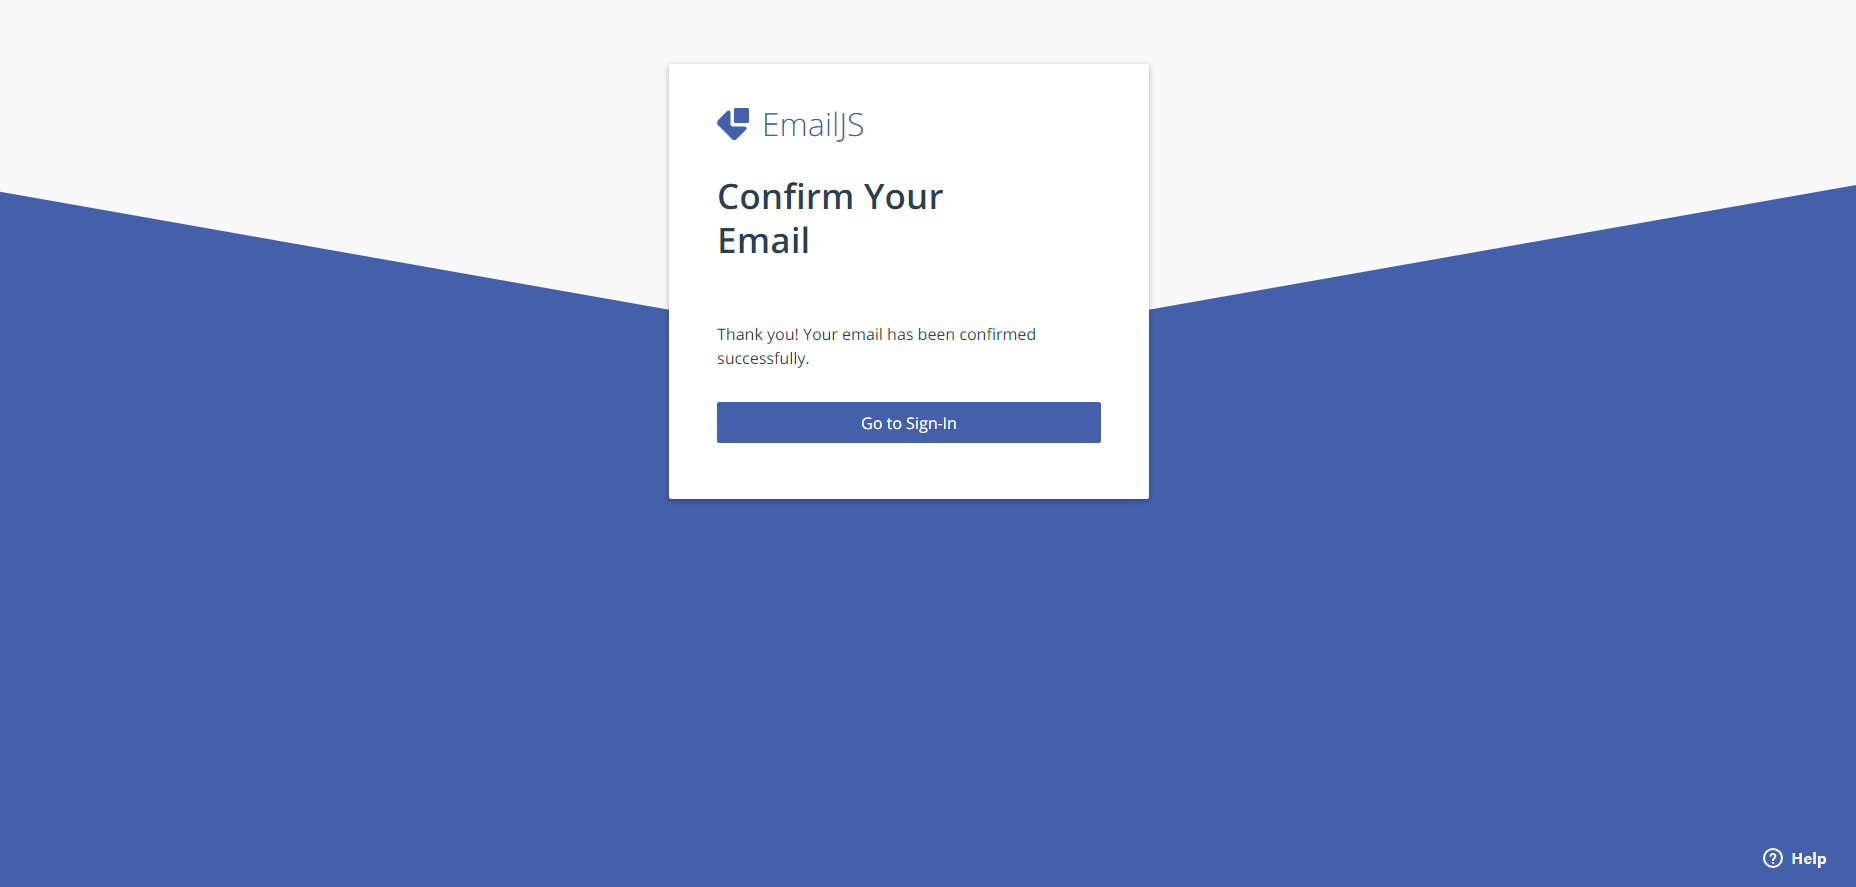 EmailJS
Confirm Your
Email
Thank you! Your email has been confirmed
successfully.
Go to Sign-In
Help